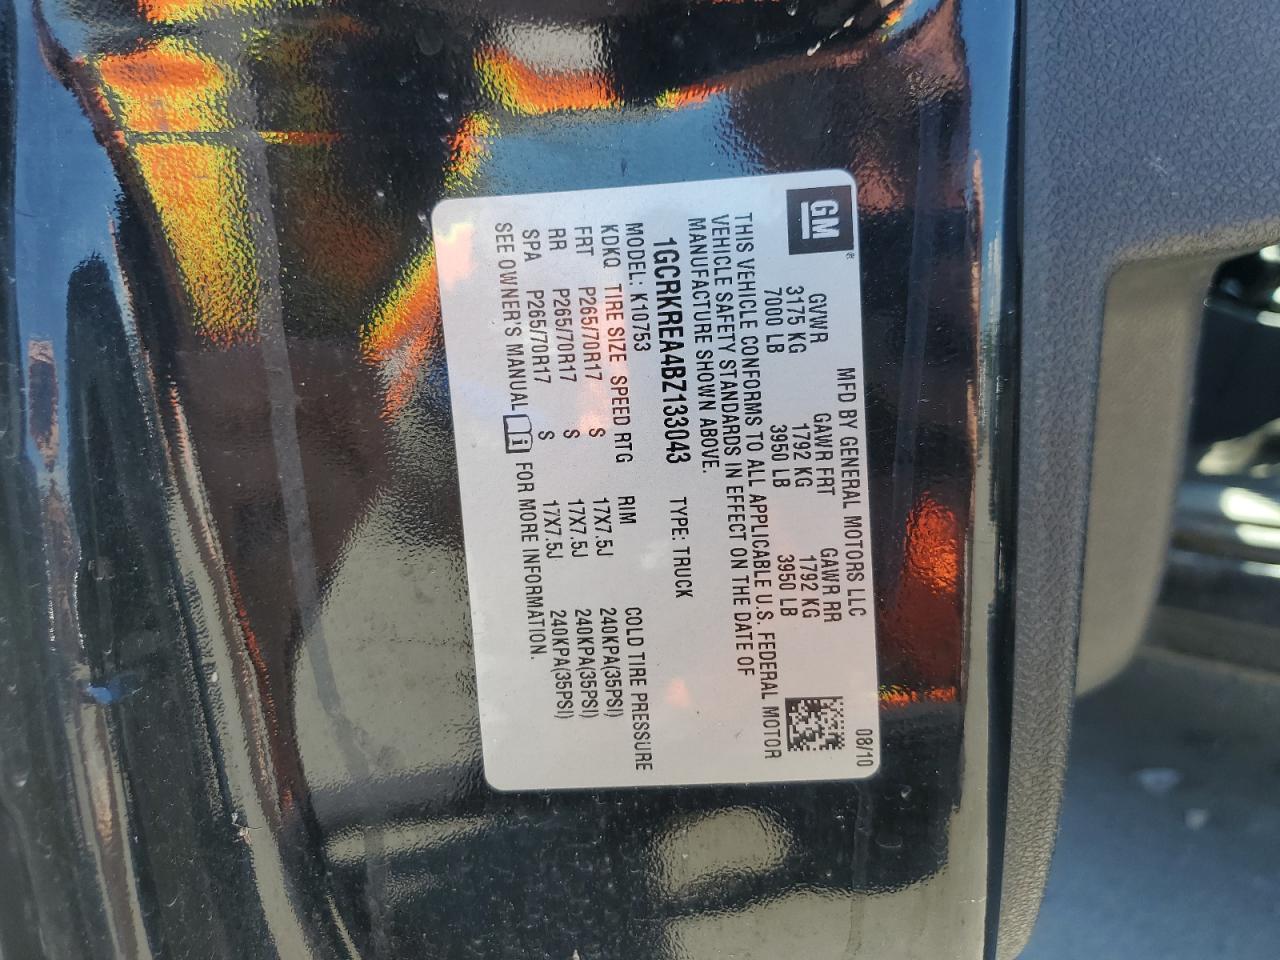 GM®
MFD BY GENERAL MOTORS LLC 08/10
GVWR GAWR FRT GAWR RR
3175 KG 1792 KG 1792 KG
7000 LB 3950 LB 3950 LB
THIS VEHICLE CONFORMS TO ALL APPLICABLE U.S. FEDERAL MOTOR
VEHICLE SAFETY STANDARDS IN EFFECT ON THE DATE OF
MANUFACTURE SHOWN ABOVE.
1GCRKREA4BZ133043 TYPE: TRUCK
MODEL: K10753
KDKQ TIRE SIZE SPEED RTG RIM COLD TIRE PRESSURE
FRT P265/70R17 S 17X7.5J 240KPA(35PSI)
RR P265/70R17 S 17X7.5J 240KPA(35PSI)
SPA P265/70R17 S 17X7.5J 240KPA(35PSI)
SEE OWNER'S MANUAL i FOR MORE INFORMATION.